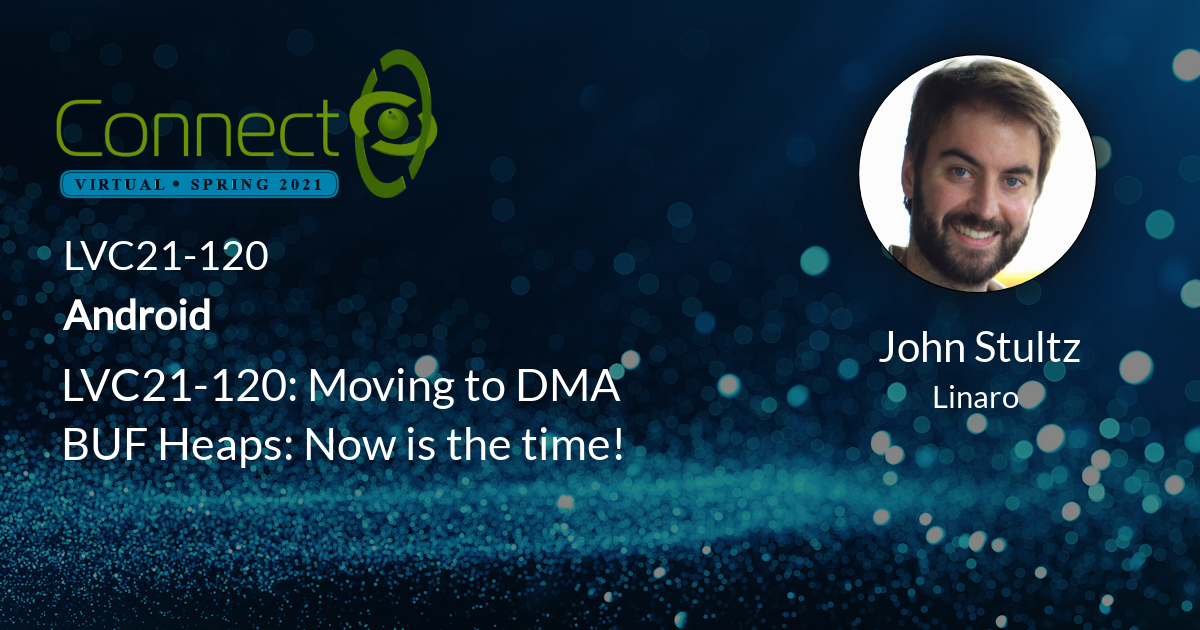 Connect
VIRTUAL • SPRING 2021
LVC21-120
Android
LVC21-120: Moving to DMA
BUF Heaps: Now is the time!
John Stultz
Linaro